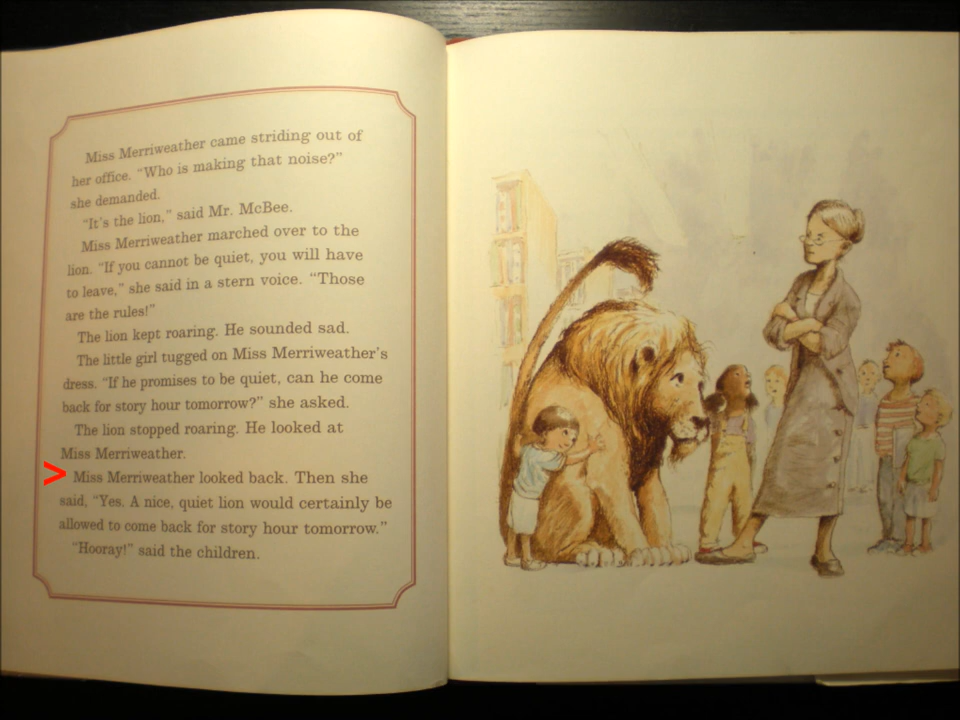 Miss Merriweather came striding out of
her office. “Who is making that noise?”
she demanded.
“It’s the lion,” said Mr. McBee.
Miss Merriweather marched over to the
lion. “If you cannot be quiet, you will have
to leave,” she said in a stern voice. “Those
are the rules!”
The lion kept roaring. He sounded sad.
The little girl tugged on Miss Merriweather’s
dress. “If he promises to be quiet, can he come
back for story hour tomorrow?” she asked.
The lion stopped roaring. He looked at
Miss Merriweather.
> Miss Merriweather looked back. Then she
said, “Yes. A nice, quiet lion would certainly be
allowed to come back for story hour tomorrow.”
“Hooray!” said the children.